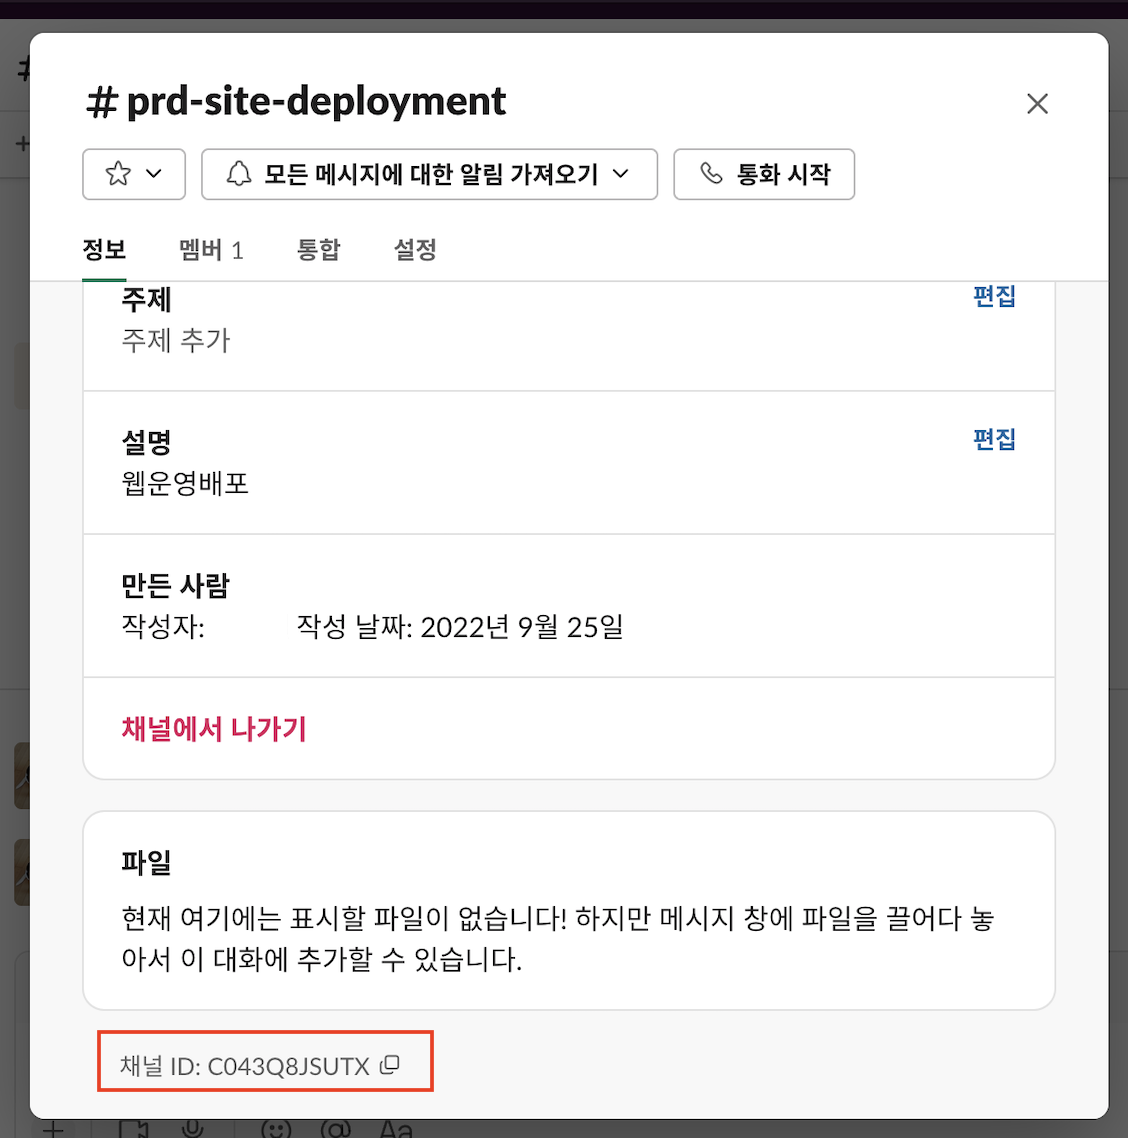 # prd-site-deployment
모든 메시지에 대한 알림 가져오기
통화 시작
정보 멤버 1 통합 설정
주제 편집
주제 추가
설명 편집
웹운영배포
만든 사람
작성자: 작성 날짜: 2022년 9월 25일
채널에서 나가기
파일
현재 여기에는 표시할 파일이 없습니다! 하지만 메시지 창에 파일을 끌어다 놓
아서 이 대화에 추가할 수 있습니다.
채널 ID: C043Q8JSUTX
Aa